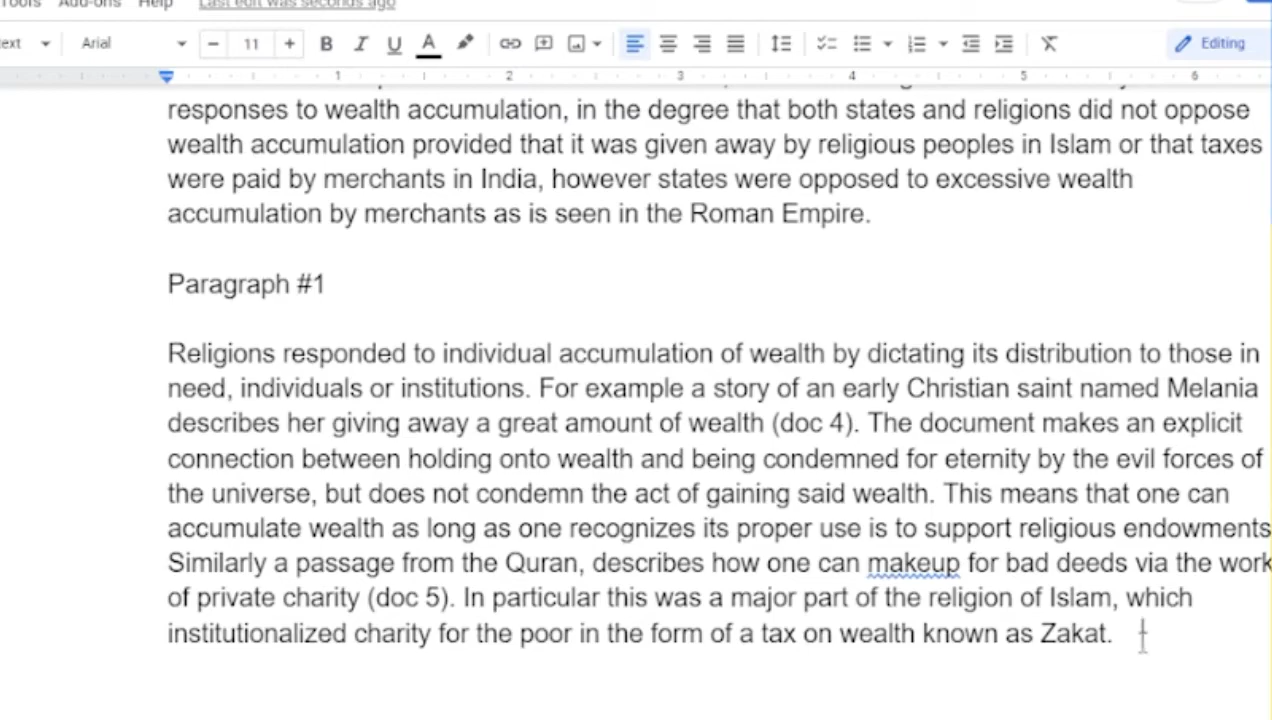 Tools Add-ons Help Last edit was seconds ago
Arial 11 B I U A Editing
1 2 3 4 5 6
responses to wealth accumulation, in the degree that both states and religions did not oppose
wealth accumulation provided that it was given away by religious peoples in Islam or that taxes
were paid by merchants in India, however states were opposed to excessive wealth
accumulation by merchants as is seen in the Roman Empire.
Paragraph #1
Religions responded to individual accumulation of wealth by dictating its distribution to those in
need, individuals or institutions. For example a story of an early Christian saint named Melania
describes her giving away a great amount of wealth (doc 4). The document makes an explicit
connection between holding onto wealth and being condemned for eternity by the evil forces of
the universe, but does not condemn the act of gaining said wealth. This means that one can
accumulate wealth as long as one recognizes its proper use is to support religious endowments
Similarly a passage from the Quran, describes how one can makeup for bad deeds via the work
of private charity (doc 5). In particular this was a major part of the religion of Islam, which
institutionalized charity for the poor in the form of a tax on wealth known as Zakat.